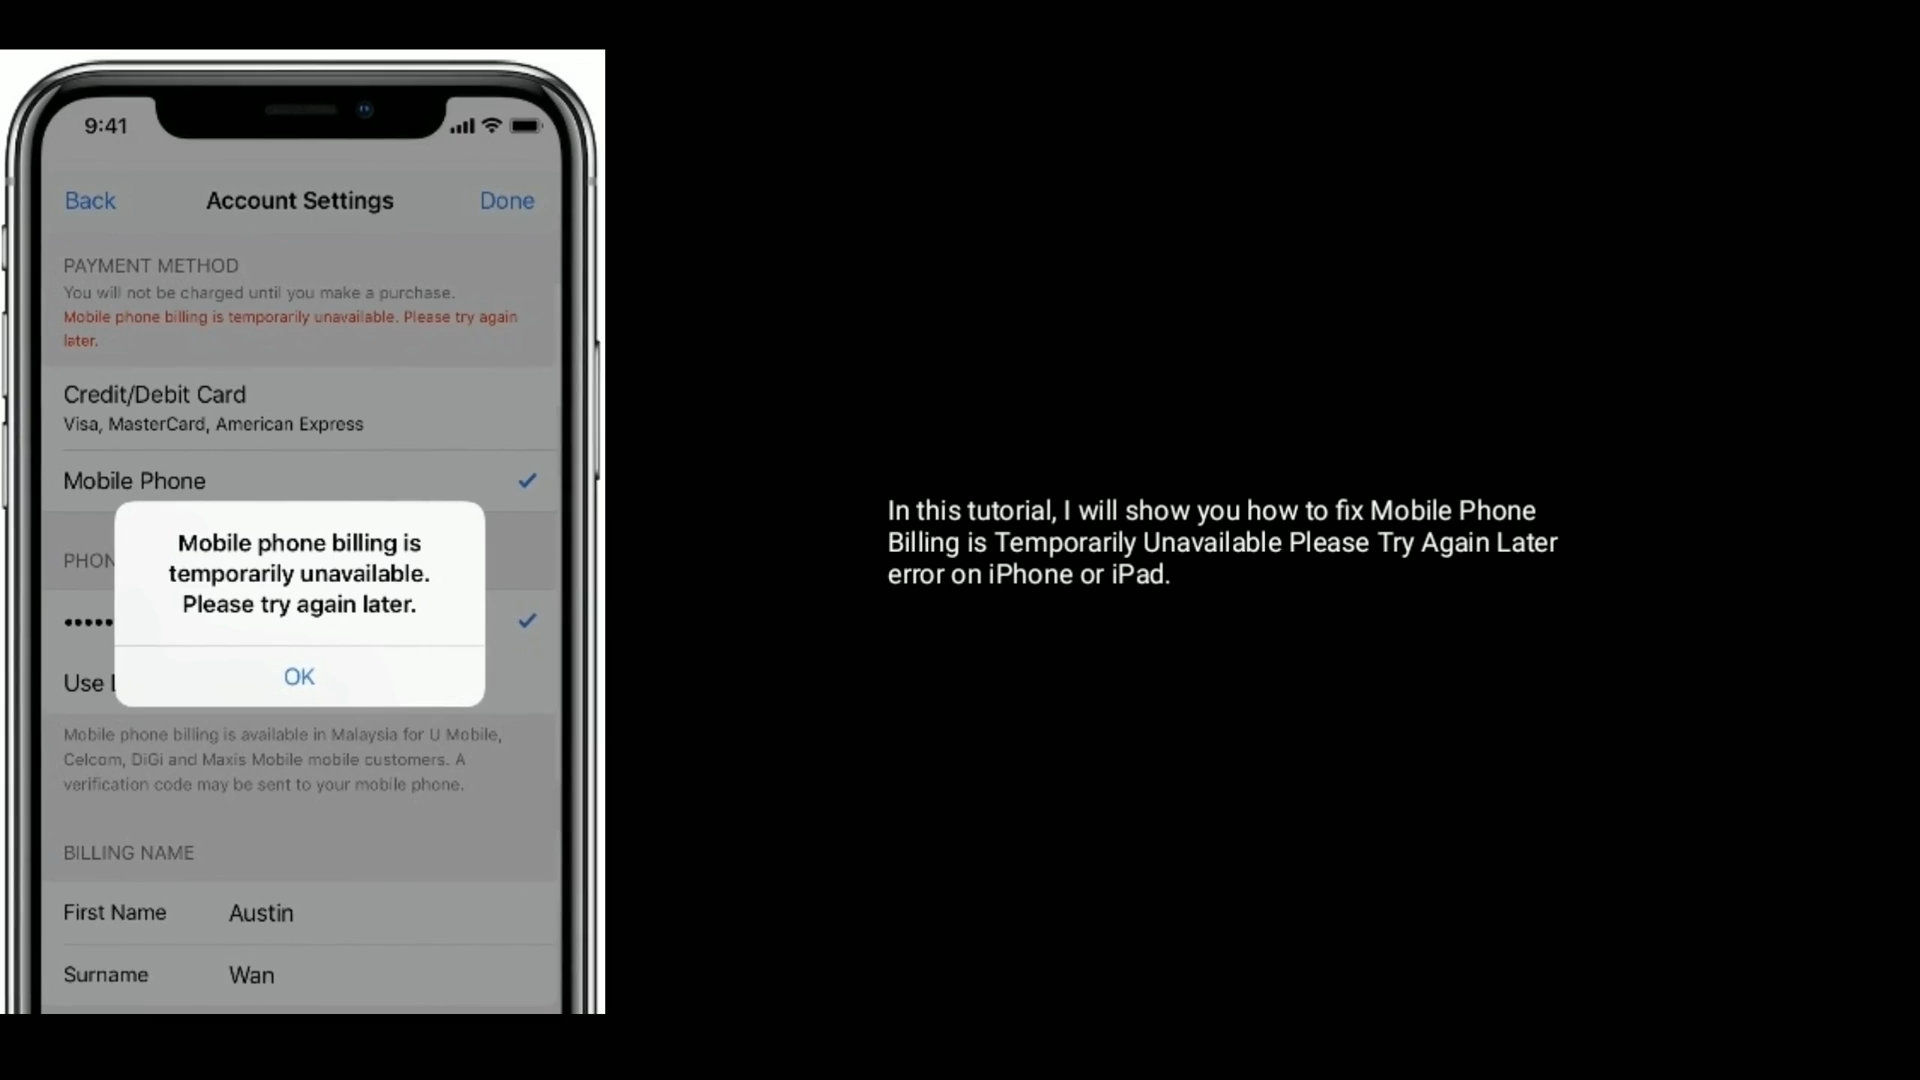 9:41
Back
Account Settings
Done
PAYMENT METHOD
You will not be charged until you make a purchase.
Mobile phone billing is temporarily unavailable. Please try again
later.
Credit/Debit Card
Visa, MasterCard, American Express
Mobile Phone
Mobile phone billing is
temporarily unavailable.
Please try again later.
PHON
••••••
OK
Use
Mobile phone billing is available in Malaysia for U Mobile,
Celcom, DiGi and Maxis Mobile mobile customers. A
verification code may be sent to your mobile phone.
BILLING NAME
First Name Austin
Surname Wan
In this tutorial, I will show you how to fix Mobile Phone
Billing is Temporarily Unavailable Please Try Again Later
error on iPhone or iPad.